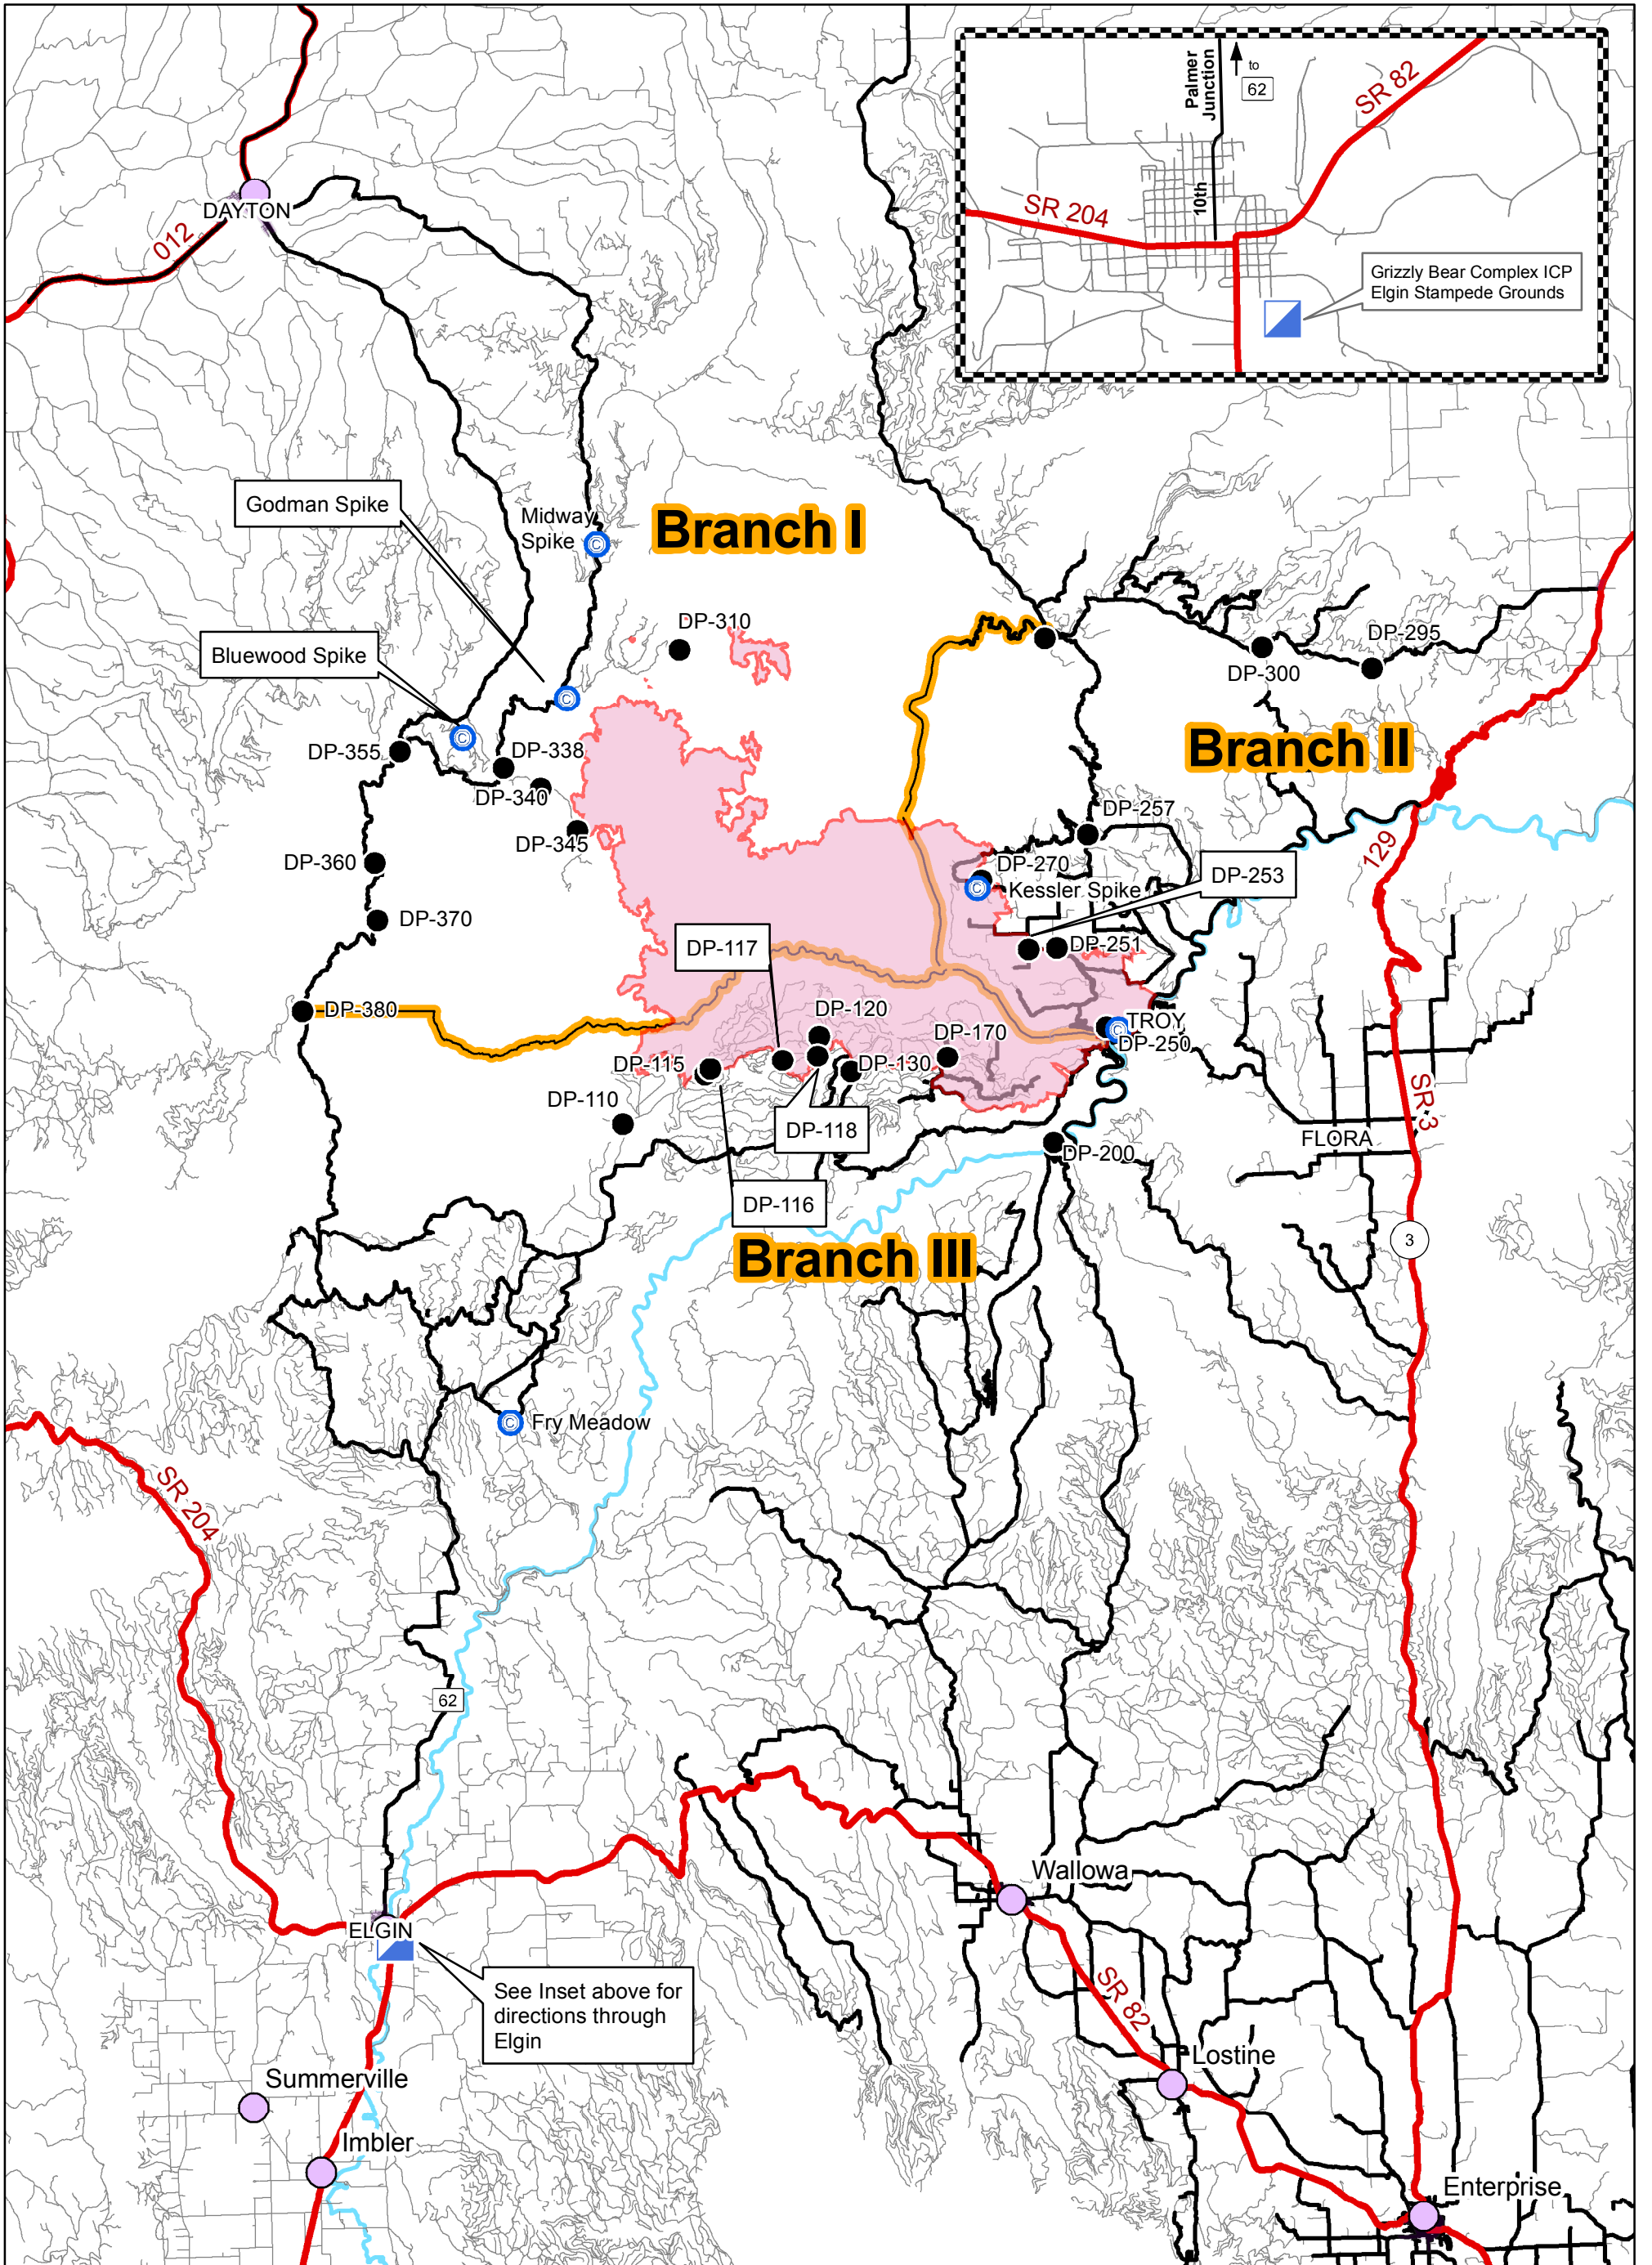 Palmer
Junction
to
62
SR 82
10th
SR 204
Grizzly Bear Complex ICP
Elgin Stampede Grounds
DAYTON
012
Godman Spike
Midway
Spike
C
Branch I
Bluewood Spike
DP-310
DP-295
DP-300
C
C
DP-355
DP-338
Branch II
DP-340
DP-345
DP-257
129
DP-360
DP-270
C
Kessler Spike
DP-253
DP-370
DP-117
DP-251
DP-380
DP-120
TROY
C
DP-250
DP-170
DP-115
DP-130
DP-110
DP-118
SR 3
FLORA
DP-200
DP-116
3
Branch III
C
Fry Meadow
SR 204
62
Wallowa
ELGIN
See Inset above for
directions through
Elgin
SR 82
Lostine
Summerville
Imbler
Enterprise